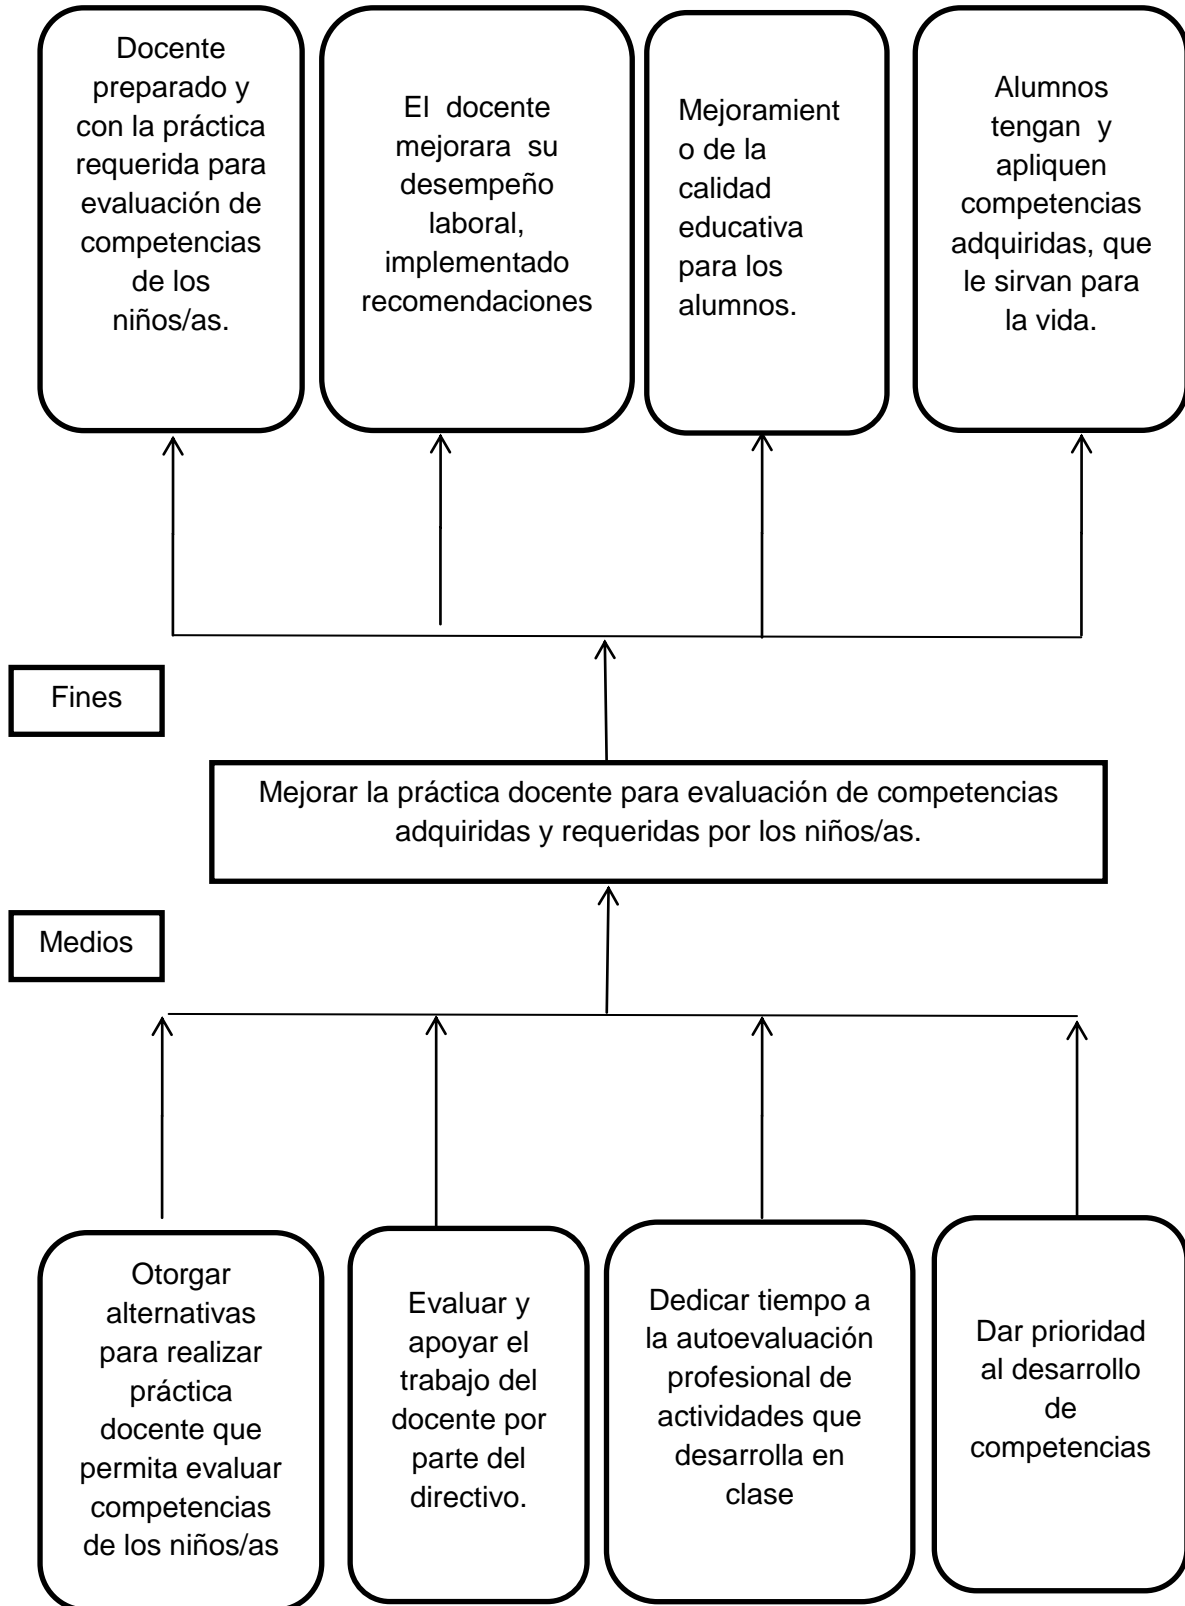 Docente
preparado y
con la práctica
requerida para
evaluación de
competencias
de los
niños/as.
El docente
mejorara su
desempeño
laboral,
implementado
recomendaciones
Mejoramient
o de la
calidad
educativa
para los
alumnos.
Alumnos
tengan y
apliquen
competencias
adquiridas, que
le sirvan para
la vida.
Fines
Mejorar la práctica docente para evaluación de competencias
adquiridas y requeridas por los niños/as.
Medios
Otorgar
alternativas
para realizar
práctica
docente que
permita evaluar
competencias
de los niños/as
Evaluar y
apoyar el
trabajo del
docente por
parte del
directivo.
Dedicar tiempo a
la autoevaluación
profesional de
actividades que
desarrolla en
clase
Dar prioridad
al desarrollo
de
competencias